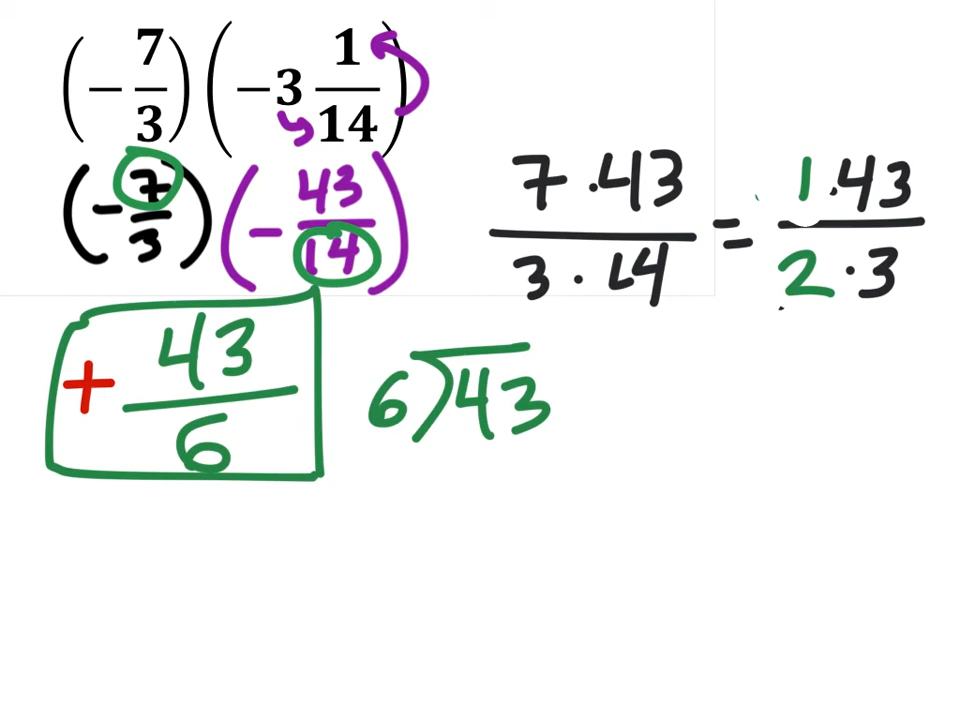 (−7/3)(−3 1/14)
(−7/3)(−43/14)
7·43/3·14 = 1·43/2·3
+ 43/6
6)43